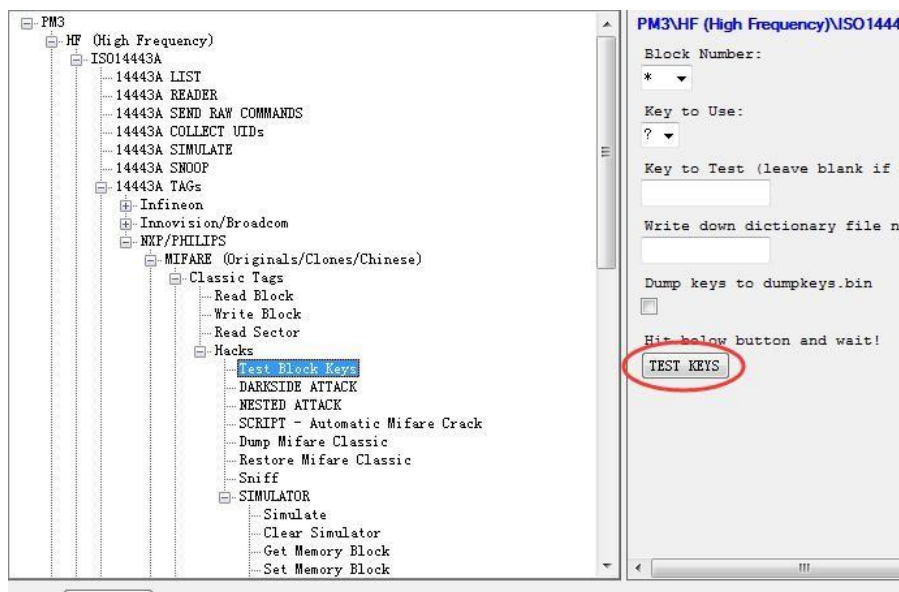 PM3
HF (High Frequency)
ISO14443A
14443A LIST
14443A READER
14443A SEND RAW COMMANDS
14443A COLLECT UIDs
14443A SIMULATE
14443A SNOOP
14443A TAGs
Infineon
Innovision/Broadcom
NXP/PHILIPS
MIFARE (Originals/Clones/Chinese)
Classic Tags
Read Block
Write Block
Read Sector
Hacks
Test Block Keys
DARKSIDE ATTACK
NESTED ATTACK
SCRIPT - Automatic Mifare Crack
Dump Mifare Classic
Restore Mifare Classic
Sniff
SIMULATOR
Simulate
Clear Simulator
Get Memory Block
Set Memory Block
PM3\HF (High Frequency)\ISO1444
Block Number:
*
Key to Use:
?
Key to Test (leave blank if
Write down dictionary file n
Dump keys to dumpkeys.bin
Hit below button and wait!
TEST KEYS